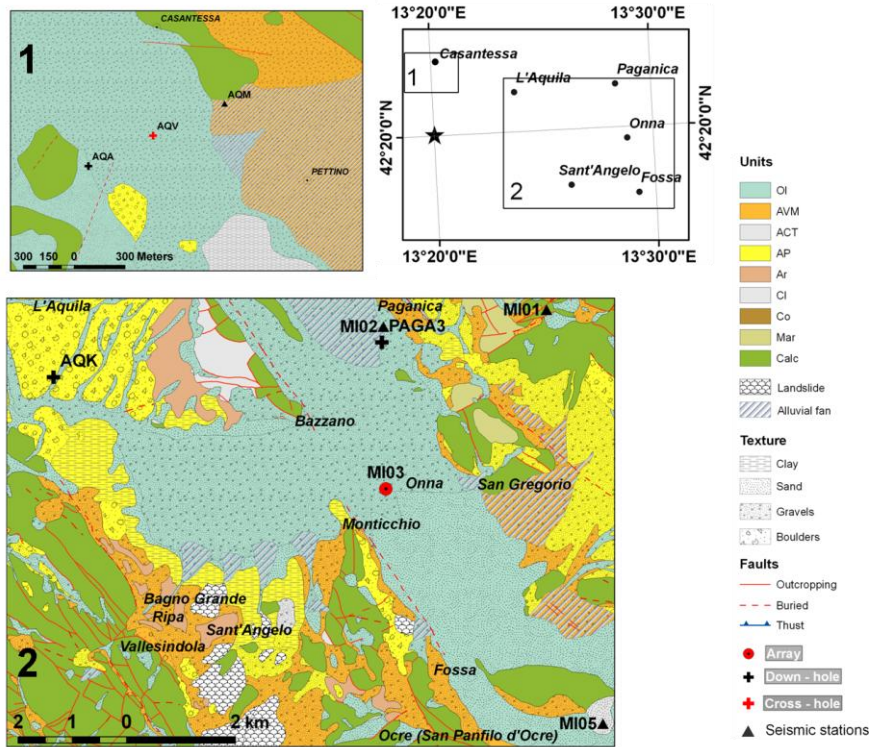 1
CASANTESSA
AQM
AQV
AQA
PETTINO
300 150 0 300 Meters
13°20'0"E 13°30'0"E
42°20'0"N
42°20'0"N
13°20'0"E 13°30'0"E
Casantessa
1
L'Aquila
Paganica
Onna
Sant'Angelo
Fossa
2
Units
Ol
AVM
ACT
AP
Ar
Cl
Co
Mar
Calc
Landslide
Alluvial fan
Texture
Clay
Sand
Gravels
Boulders
Faults
Outcropping
Buried
Thust
Array
Down - hole
Cross - hole
Seismic stations
L'Aquila
Paganica
MI01
MI02 PAGA3
AQK
Bazzano
MI03
Onna
San Gregorio
Monticchio
Bagno Grande
Ripa
Sant'Angelo
Vallesindola
Fossa
2
MI05
2 1 0 2 km
Ocre (San Panfilo d'Ocre)